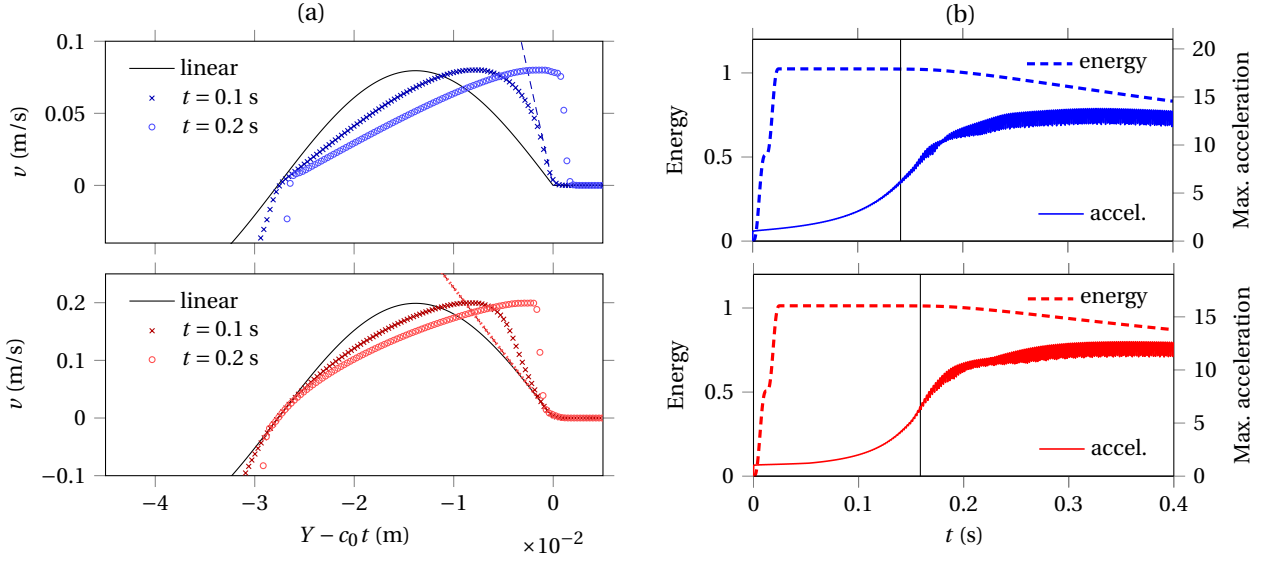 (a)
0.1
0.05
0
v (m/s)
linear
t = 0.1 s
t = 0.2 s
0.2
0.1
0
−0.1
v (m/s)
linear
t = 0.1 s
t = 0.2 s
−4 −3 −2 −1 0
Y − c₀t (m)
×10⁻²
(b)
1
0.5
0
Energy
energy
accel.
20
15
10
5
0
Max. acceleration
1
0.5
0
Energy
energy
accel.
15
10
5
0
Max. acceleration
0 0.1 0.2 0.3 0.4
t (s)